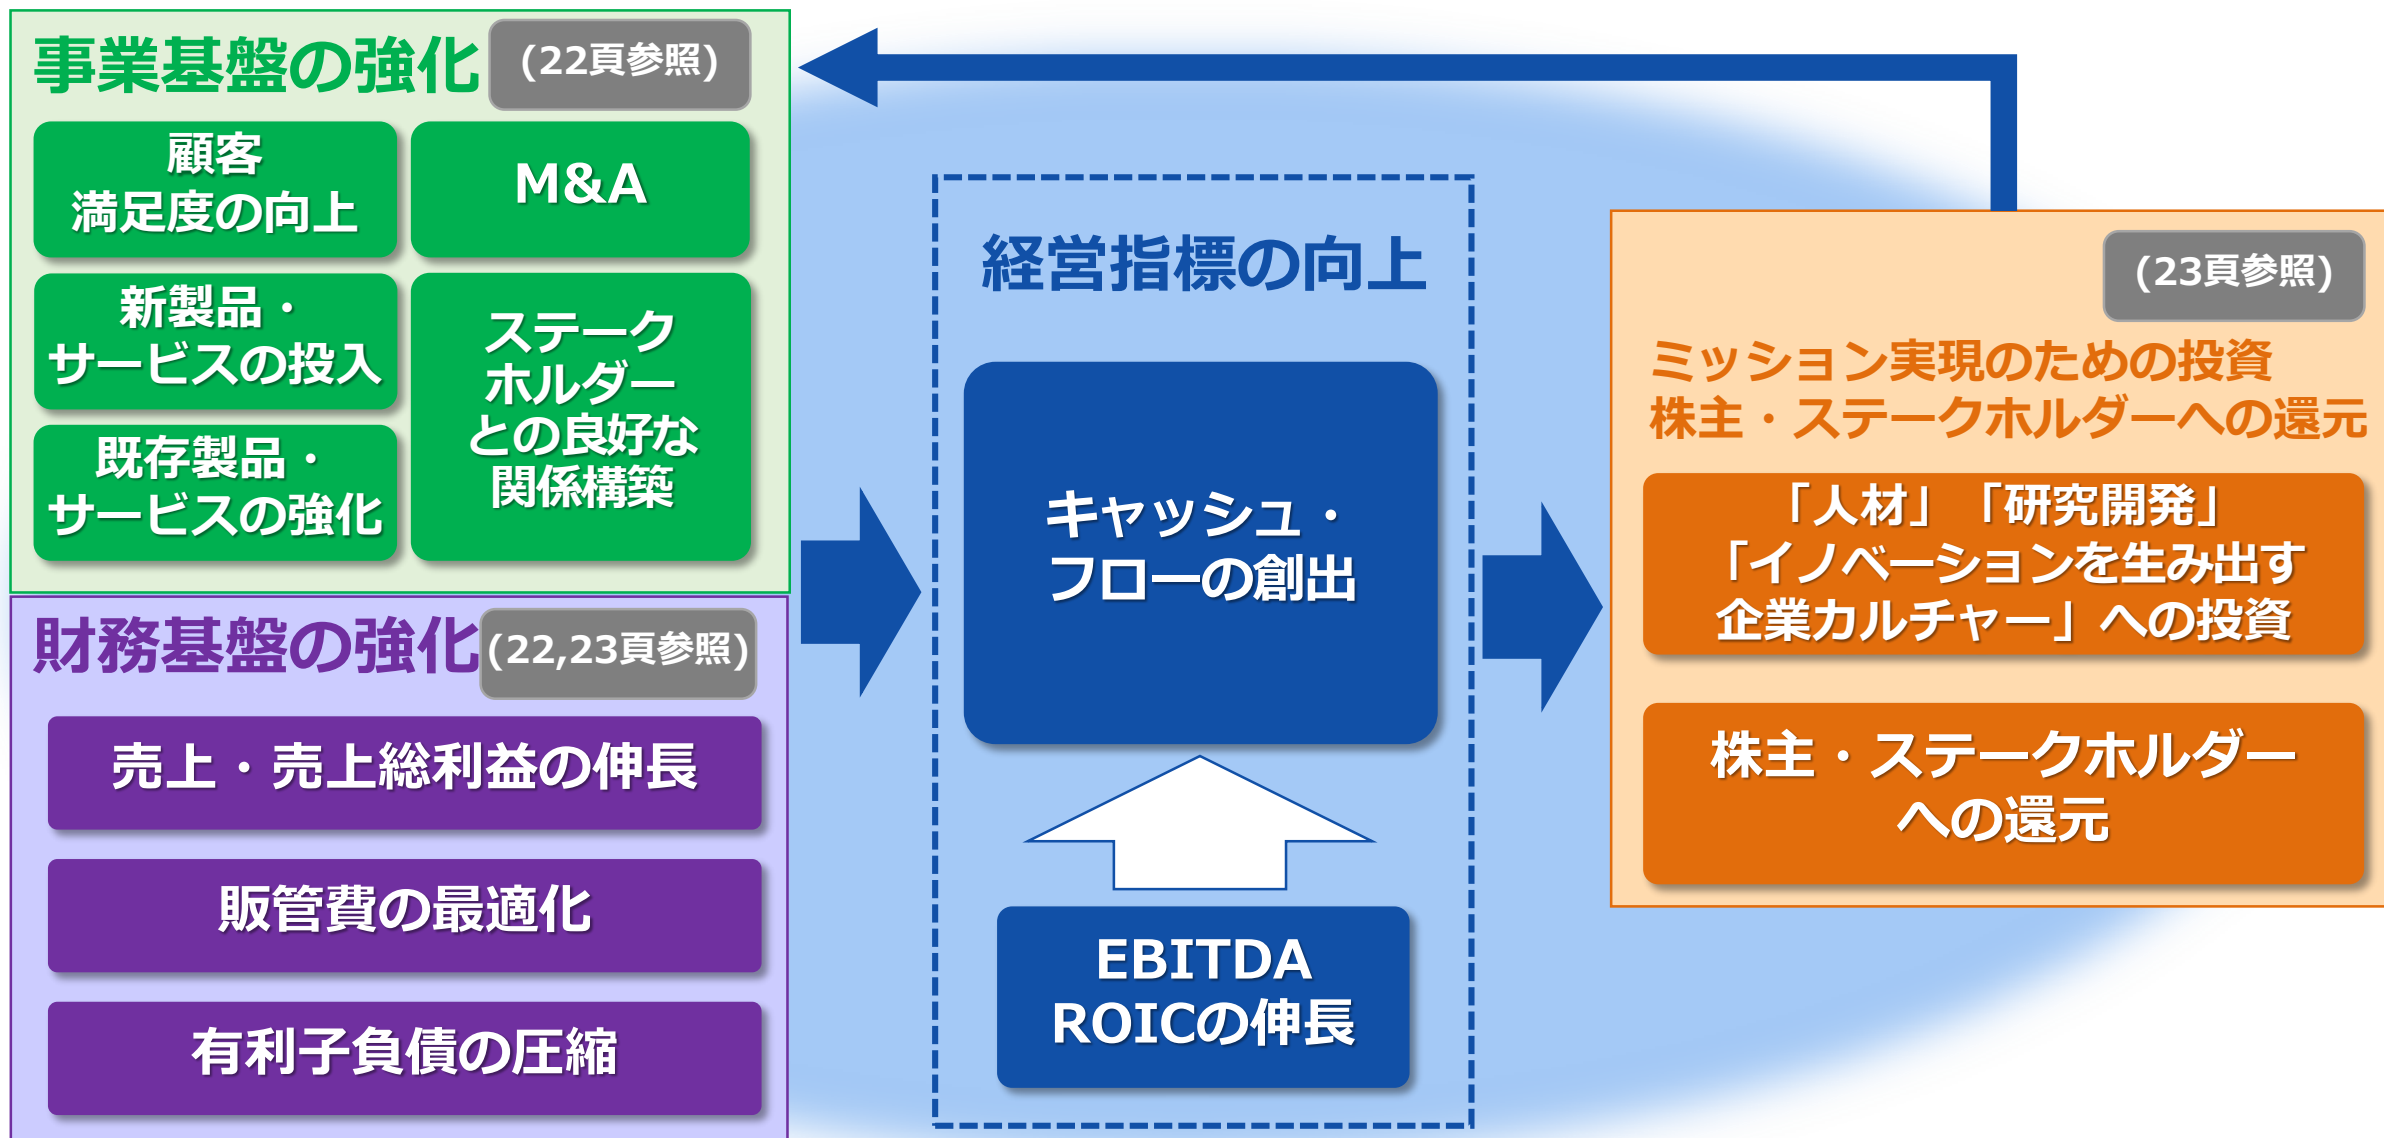 事業基盤の強化
(22頁参照)
顧客
満足度の向上
M&A
新製品・
サービスの投入
ステーク
ホルダー
との良好な
関係構築
既存製品・
サービスの強化
財務基盤の強化
(22,23頁参照)
売上・売上総利益の伸長
販管費の最適化
有利子負債の圧縮
経営指標の向上
キャッシュ・
フローの創出
EBITDA
ROICの伸長
(23頁参照)
ミッション実現のための投資
株主・ステークホルダーへの還元
「人材」「研究開発」
「イノベーションを生み出す
企業カルチャー」への投資
株主・ステークホルダー
への還元